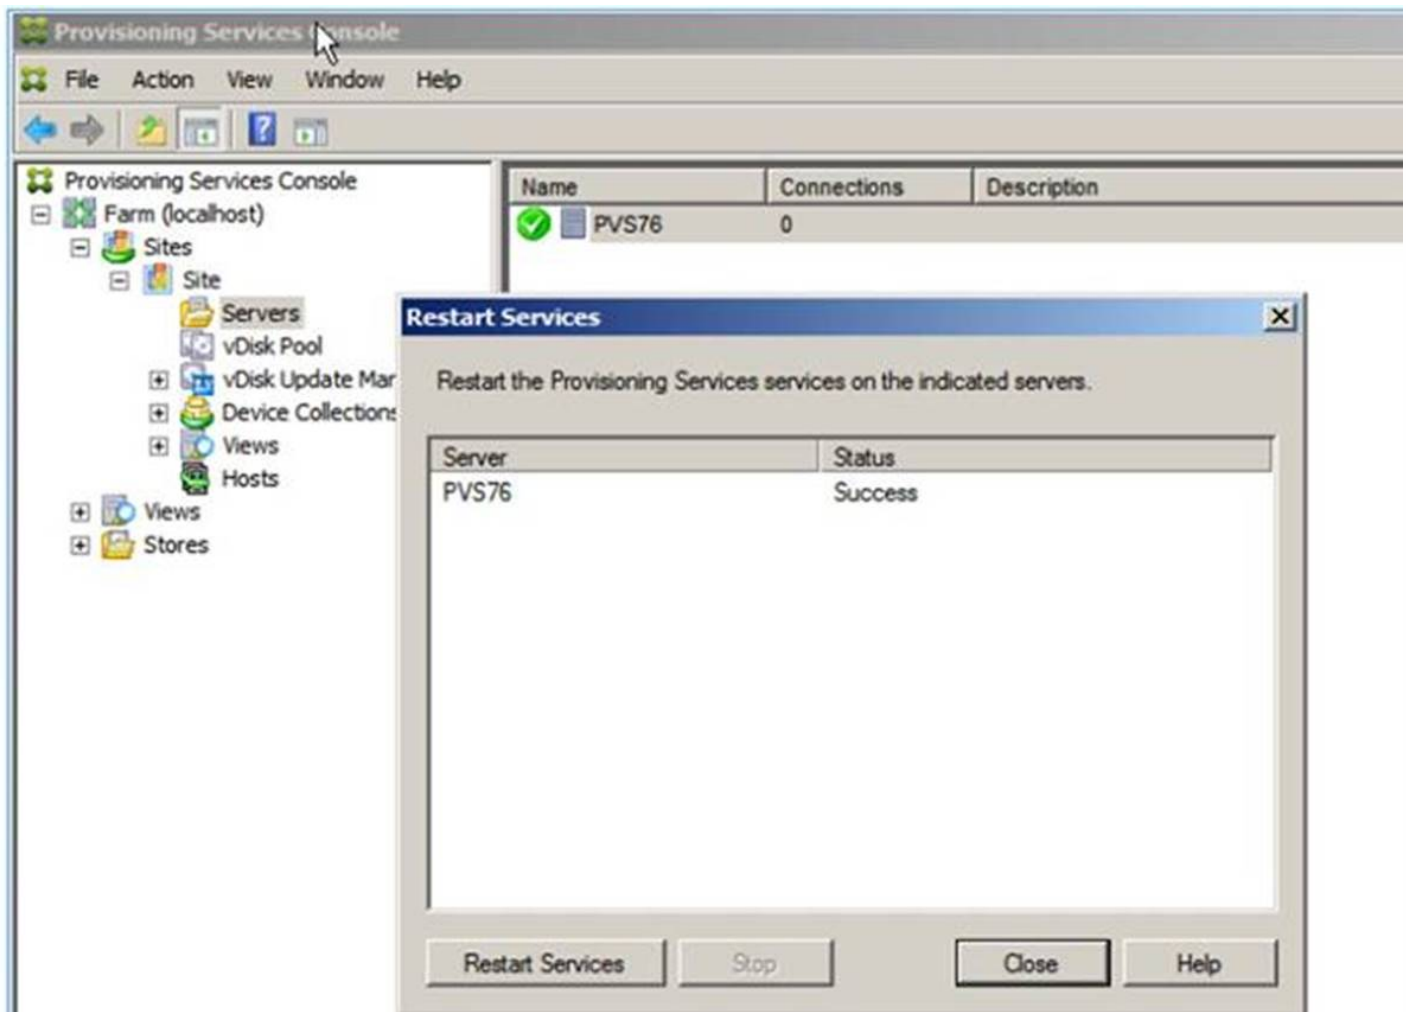 Provisioning Services Console
File Action View Window Help
Provisioning Services Console
Farm (localhost)
Sites
Site
Servers
vDisk Pool
vDisk Update Mar
Device Collections
Views
Hosts
Views
Stores
Name Connections Description
PVS76 0
Restart Services
Restart the Provisioning Services services on the indicated servers.
Server Status
PVS76 Success
Restart Services Stop Close Help